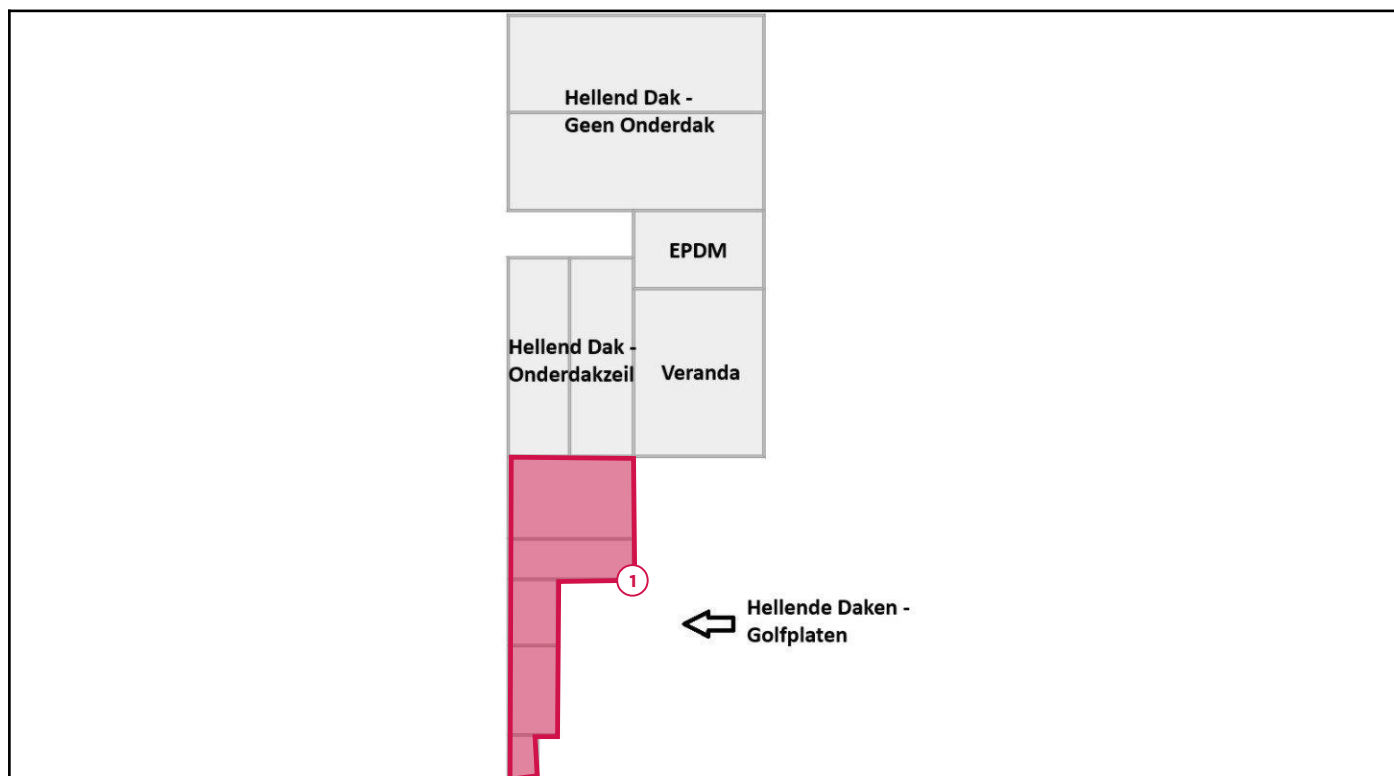 Hellend Dak -
Geen Onderdak
EPDM
Hellend Dak -
Onderdakzeil
Veranda
1
Hellende Daken -
Golfplaten